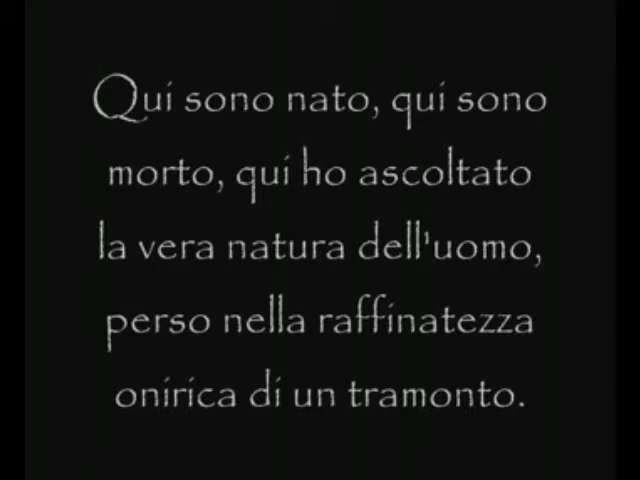 Qui sono nato, qui sono
morto, qui ho ascoltato
la vera natura dell'uomo,
perso nella raffinatezza
onirica di un tramonto.